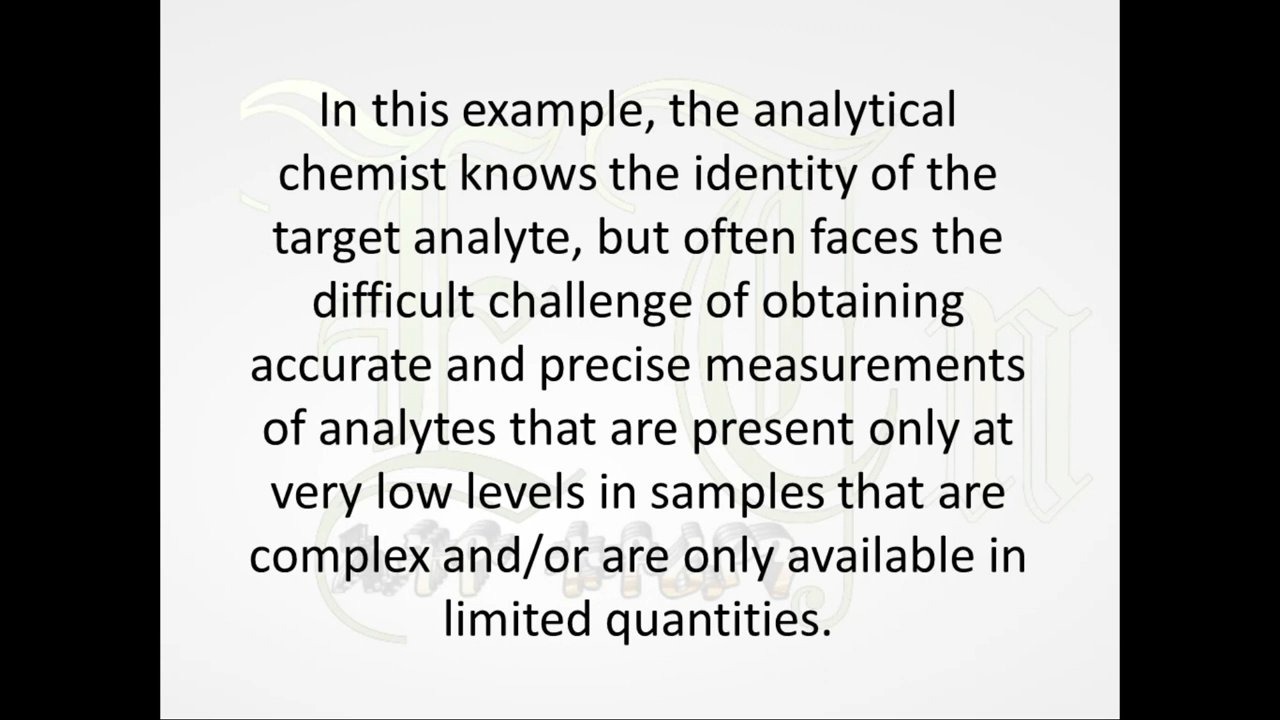 In this example, the analytical
chemist knows the identity of the
target analyte, but often faces the
difficult challenge of obtaining
accurate and precise measurements
of analytes that are present only at
very low levels in samples that are
complex and/or are only available in
limited quantities.